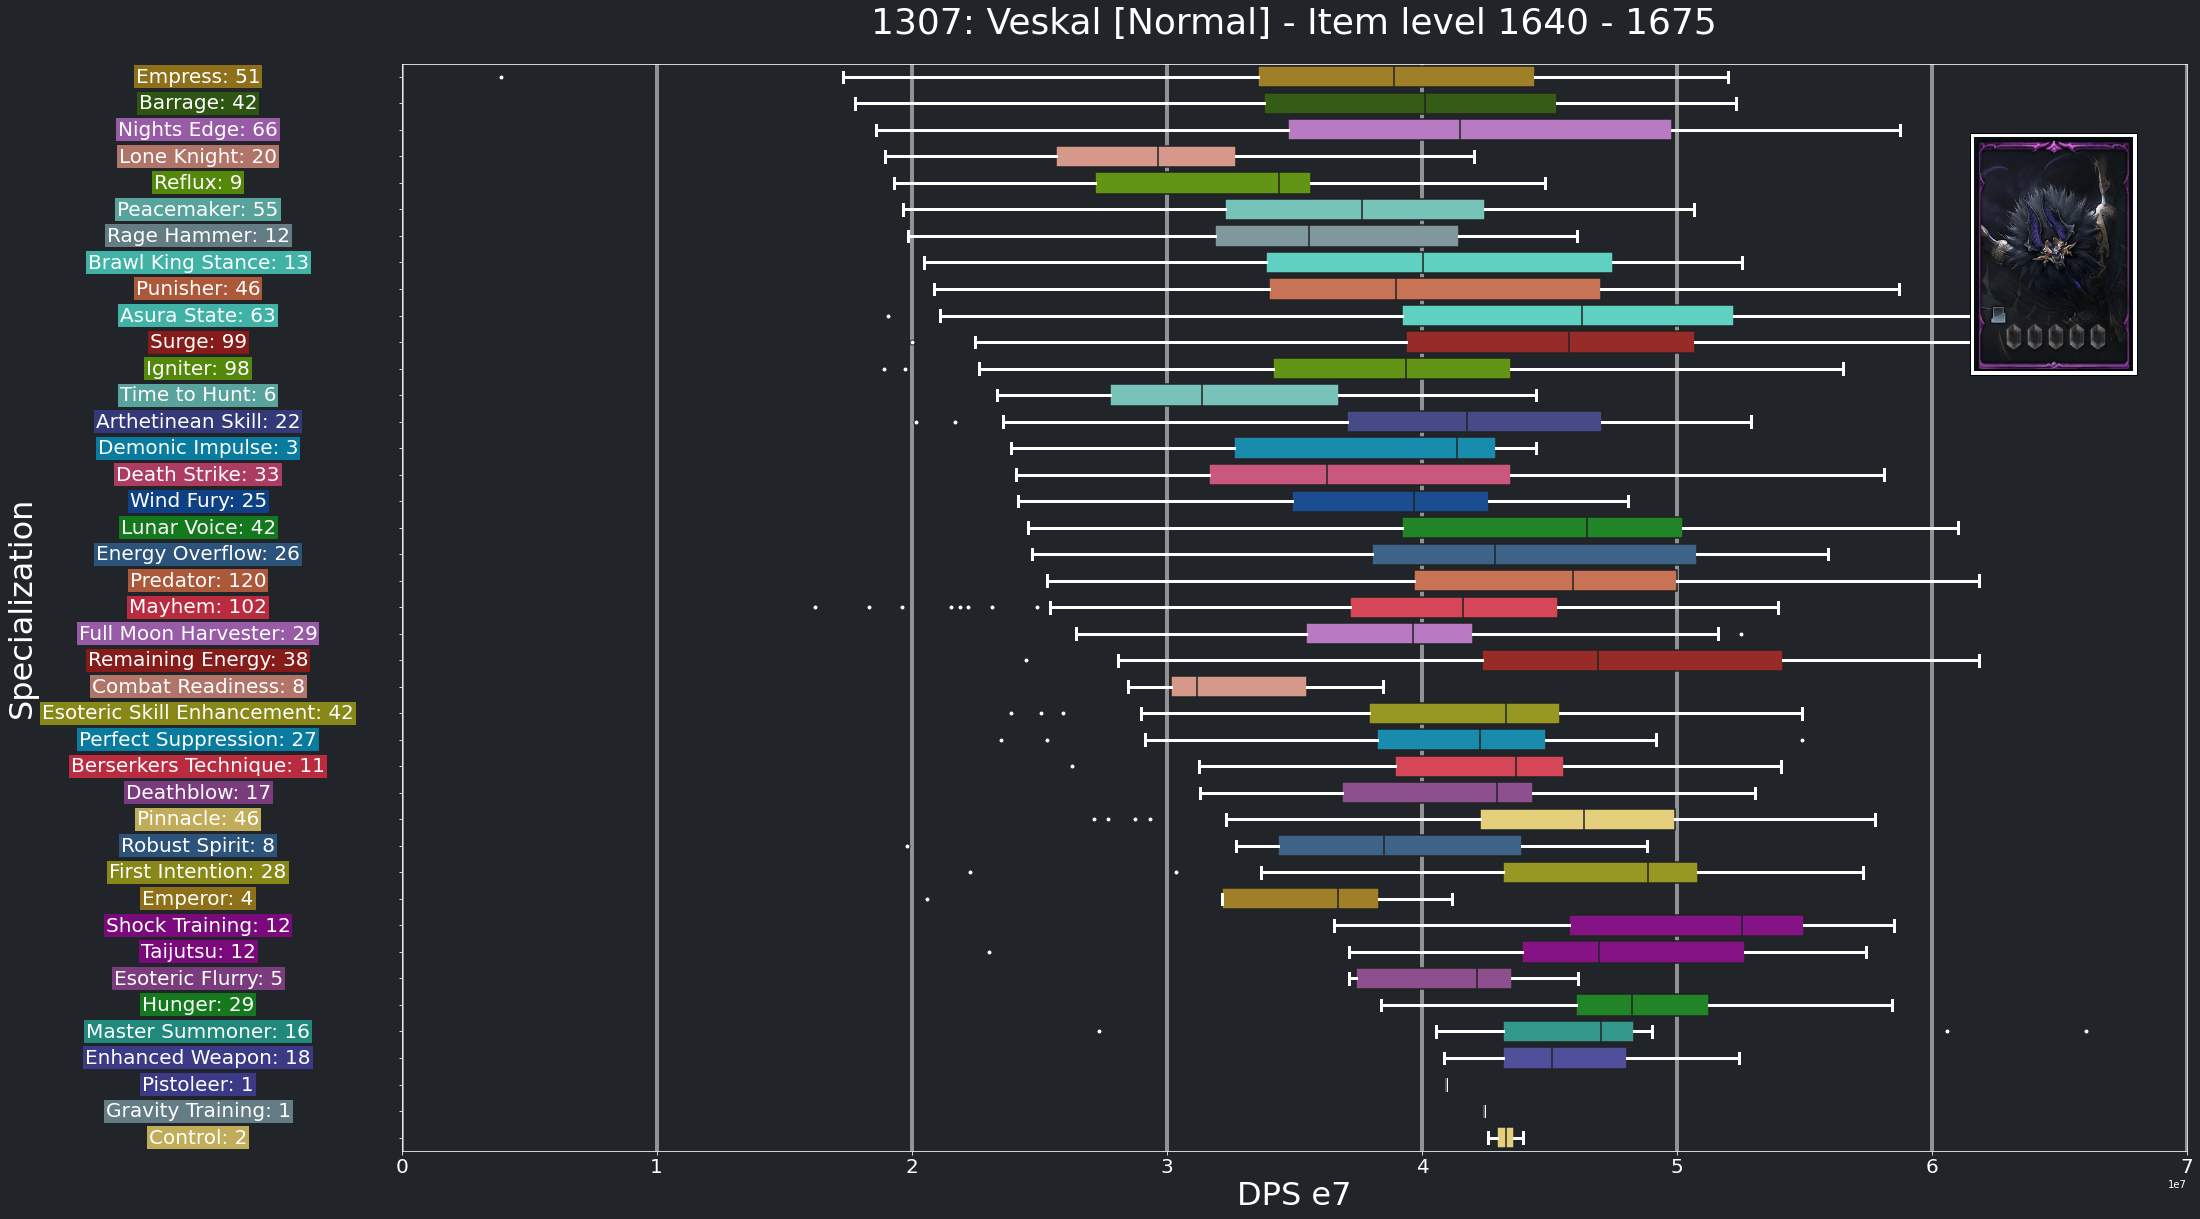 1307: Veskal [Normal] - Item level 1640 - 1675
Specialization
Empress: 51
Barrage: 42
Nights Edge: 66
Lone Knight: 20
Reflux: 9
Peacemaker: 55
Rage Hammer: 12
Brawl King Stance: 13
Punisher: 46
Asura State: 63
Surge: 99
Igniter: 98
Time to Hunt: 6
Arthetinean Skill: 22
Demonic Impulse: 3
Death Strike: 33
Wind Fury: 25
Lunar Voice: 42
Energy Overflow: 26
Predator: 120
Mayhem: 102
Full Moon Harvester: 29
Remaining Energy: 38
Combat Readiness: 8
Esoteric Skill Enhancement: 42
Perfect Suppression: 27
Berserkers Technique: 11
Deathblow: 17
Pinnacle: 46
Robust Spirit: 8
First Intention: 28
Emperor: 4
Shock Training: 12
Taijutsu: 12
Esoteric Flurry: 5
Hunger: 29
Master Summoner: 16
Enhanced Weapon: 18
Pistoleer: 1
Gravity Training: 1
Control: 2
0 1 2 3 4 5 6 7
1e7
DPS e7